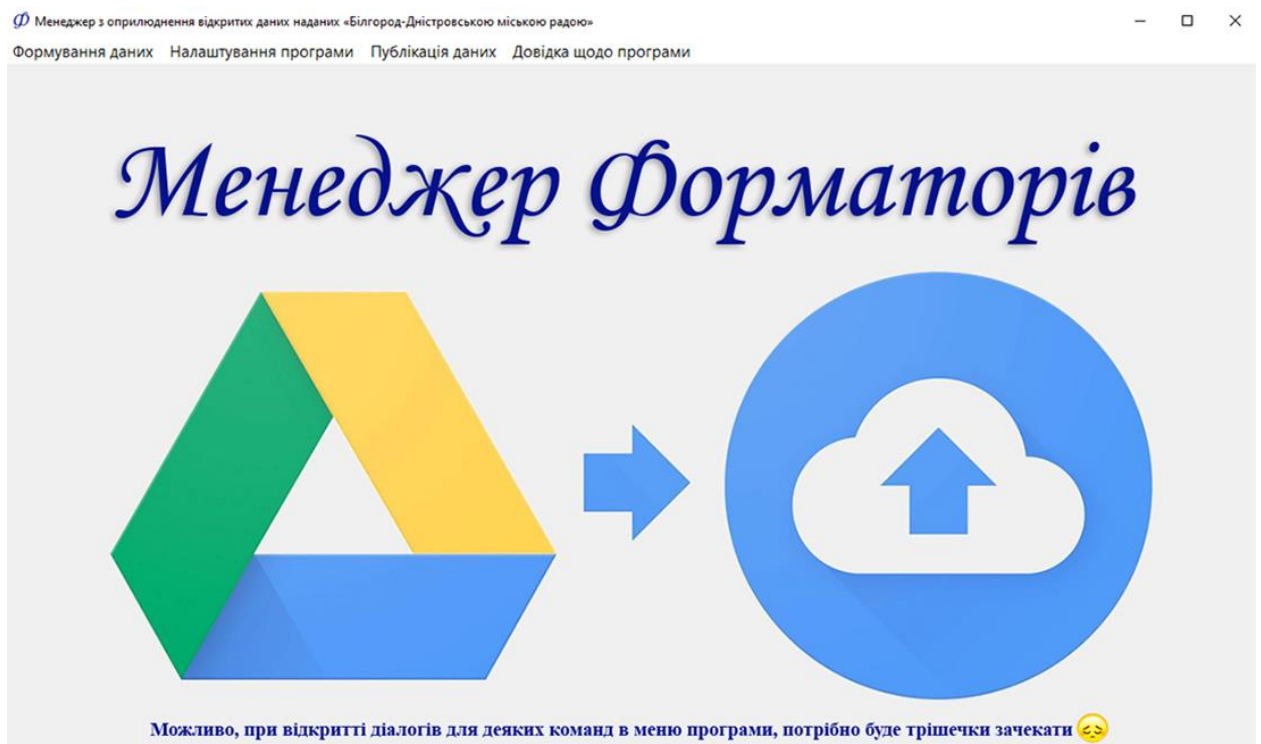 Ф Менеджер з оприлюднення відкритих даних наданих «Білгород-Дністровською міською радою»
Формування даних Налаштування програми Публікація даних Довідка щодо програми
Менеджер Форматорів
Можливо, при відкритті діалогів для деяких команд в меню програми, потрібно буде трішечки зачекати